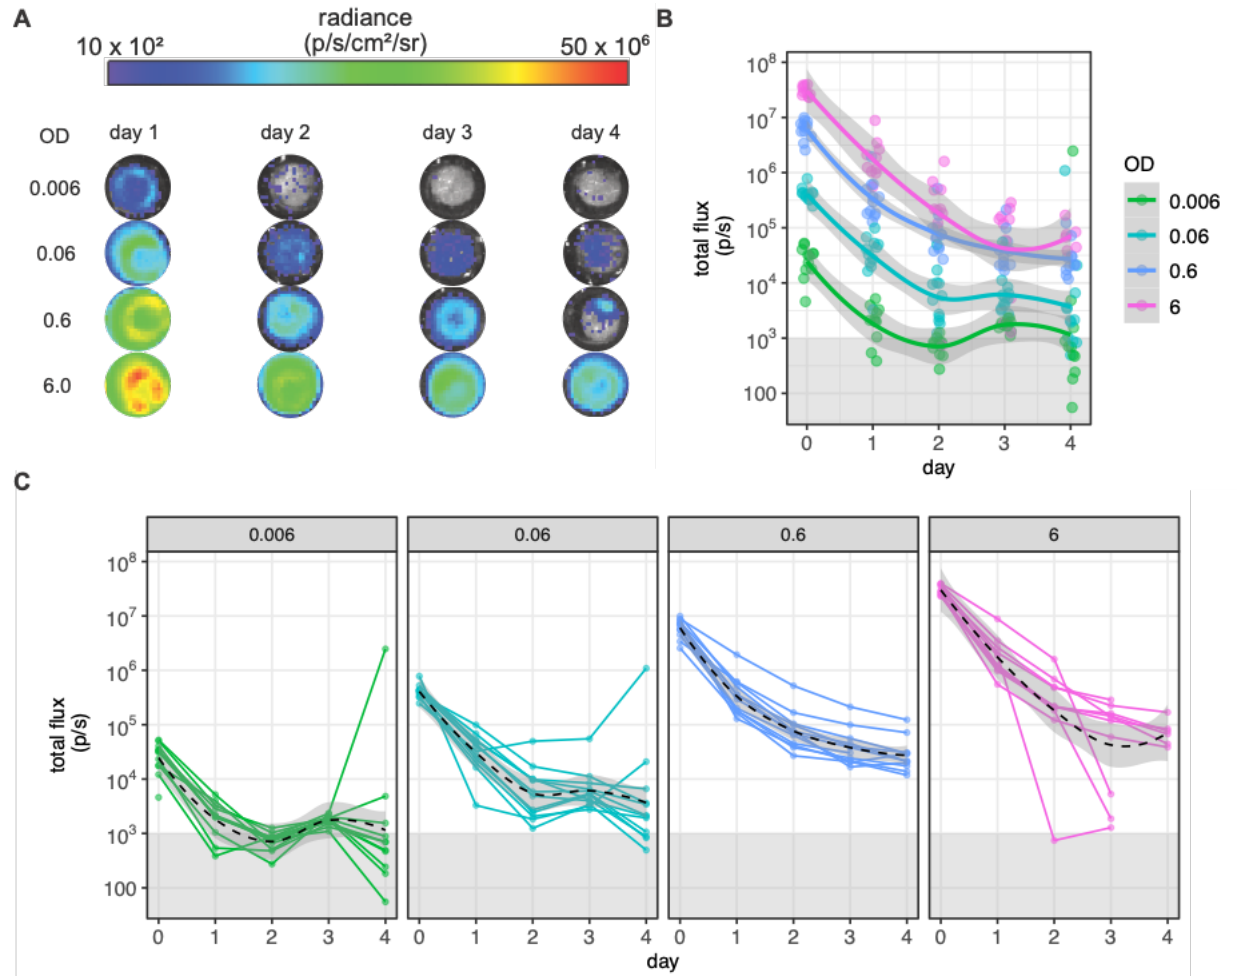 A
radiance
(p/s/cm²/sr)
10 x 10² 50 x 10⁶
OD day 1 day 2 day 3 day 4
0.006
0.06
0.6
6.0
B
10⁸
10⁷
10⁶
10⁵
10⁴
10³
100
total flux
(p/s)
0 1 2 3 4
day
OD
0.006
0.06
0.6
6
C
0.006 0.06 0.6 6
10⁸
10⁷
10⁶
10⁵
10⁴
10³
100
total flux
(p/s)
0 1 2 3 4 0 1 2 3 4 0 1 2 3 4 0 1 2 3 4
day